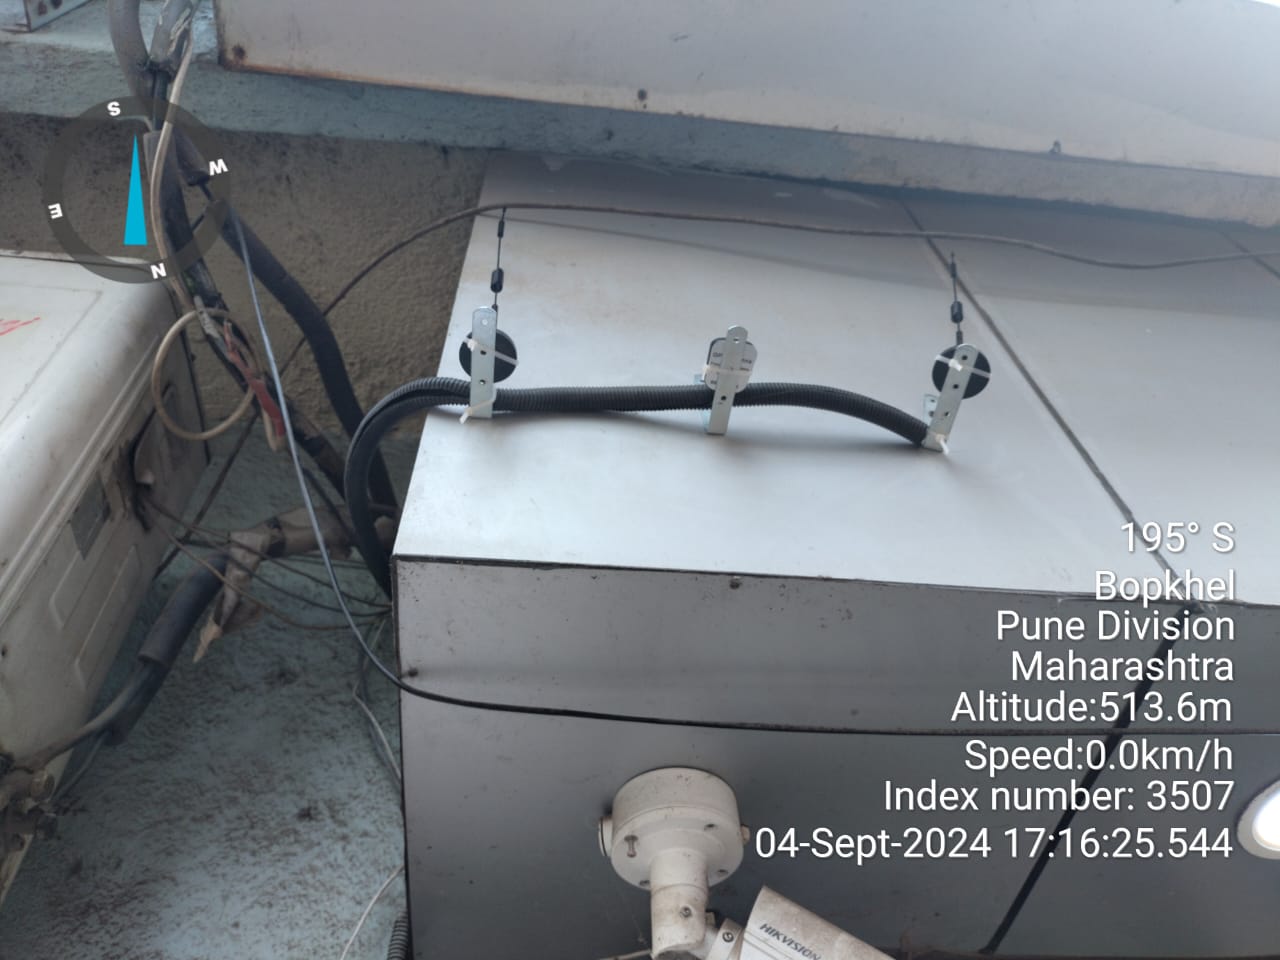 S
W
E
N
195° S
Bopkhel
Pune Division
Maharashtra
Altitude:513.6m
Speed:0.0km/h
Index number: 3507
04-Sept-2024 17:16:25.544
HIKVISION